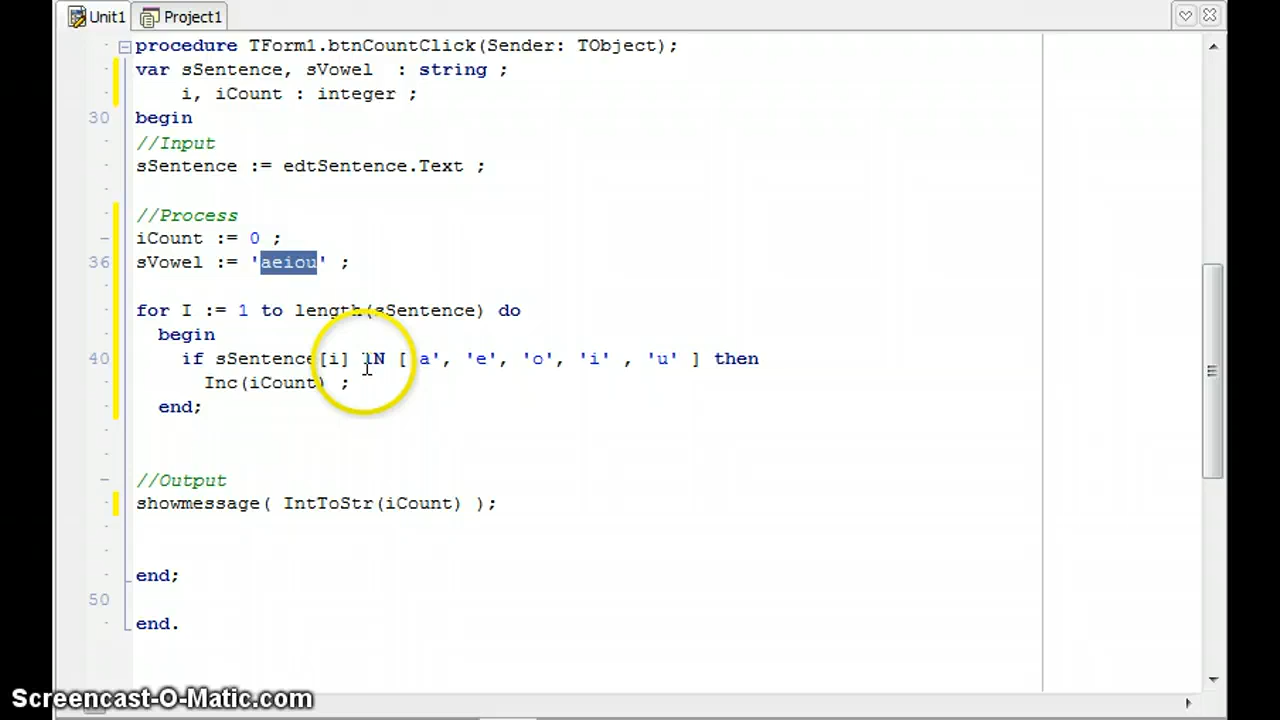 Unit1 Project1
procedure TForm1.btnCountClick(Sender: TObject);
var sSentence, sVowel : string ;
i, iCount : integer ;
30 begin
//Input
sSentence := edtSentence.Text ;
//Process
iCount := 0 ;
36 sVowel := 'aeiou' ;
for I := 1 to length(sSentence) do
begin
40 if sSentence[i] IN [ a', 'e', 'o', 'i' , 'u' ] then
Inc(iCount) ;
end;
//Output
showmessage( IntToStr(iCount) );
end;
50
end.
Screencast-O-Matic.com